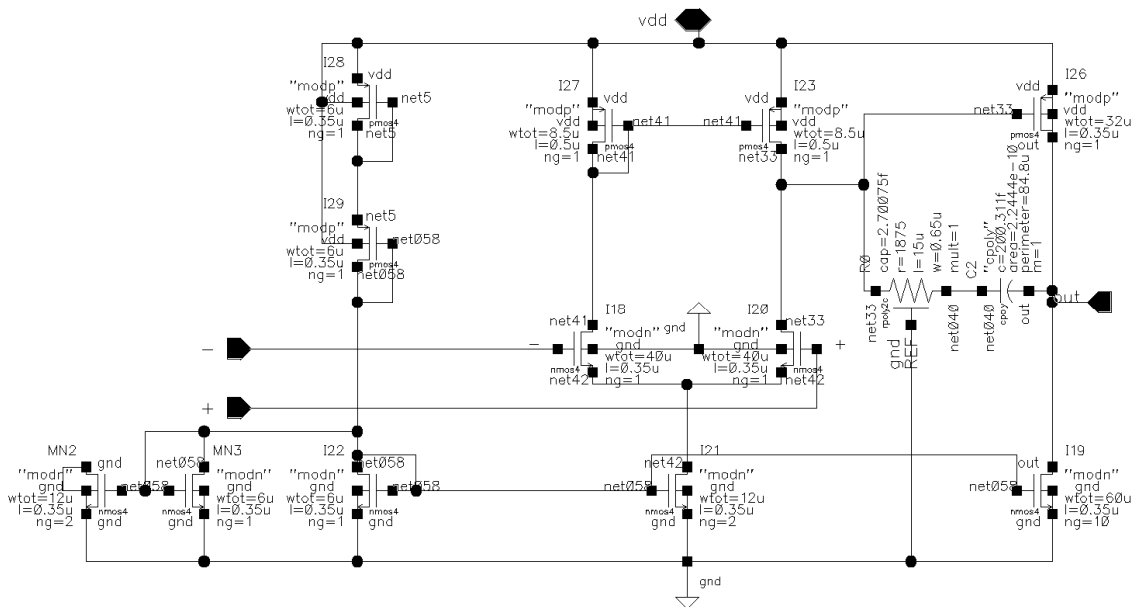 vdd
I28
vdd
"modp"
vdd
wtot=6u
l=0.35u
ng=1
pmos4
net5
net5
I29
net5
"modp"
vdd
wtot=6u
l=0.35u
ng=1
pmos4
net058
net058
I27
vdd
"modp"
vdd
wtot=8.5u
l=0.5u
ng=1
pmos4
net41
net41
I23
vdd
net41
"modp"
vdd
wtot=8.5u
l=0.5u
ng=1
pmos4
net33
I26
vdd
net33
"modp"
vdd
wtot=32u
l=0.35u
ng=1
pmos4
out
R0
cap=2.70075f
r=1875
l=15u
w=0.65u
mult=1
net33
rpoly2c
gnd
REF
net040
C2
"cpoly"
c=200.311f
area=2.2444e-10
perimeter=84.8u
m=1
net040
cpoly
out
out
I18
net41
"modn"
gnd
wtot=40u
l=0.35u
ng=1
nmos4
net42
-
gnd
I20
net33
"modn"
gnd
wtot=40u
l=0.35u
ng=1
nmos4
net42
+
-
+
MN2
gnd
"modn"
gnd
wtot=12u
l=0.35u
ng=2
nmos4
gnd
net058
MN3
net058
"modn"
gnd
wtot=6u
l=0.35u
ng=1
nmos4
gnd
I22
net058
"modn"
gnd
wtot=6u
l=0.35u
ng=1
nmos4
gnd
net058
I21
net42
net058
"modn"
gnd
wtot=12u
l=0.35u
ng=2
nmos4
gnd
I19
out
net058
"modn"
gnd
wtot=60u
l=0.35u
ng=10
nmos4
gnd
gnd